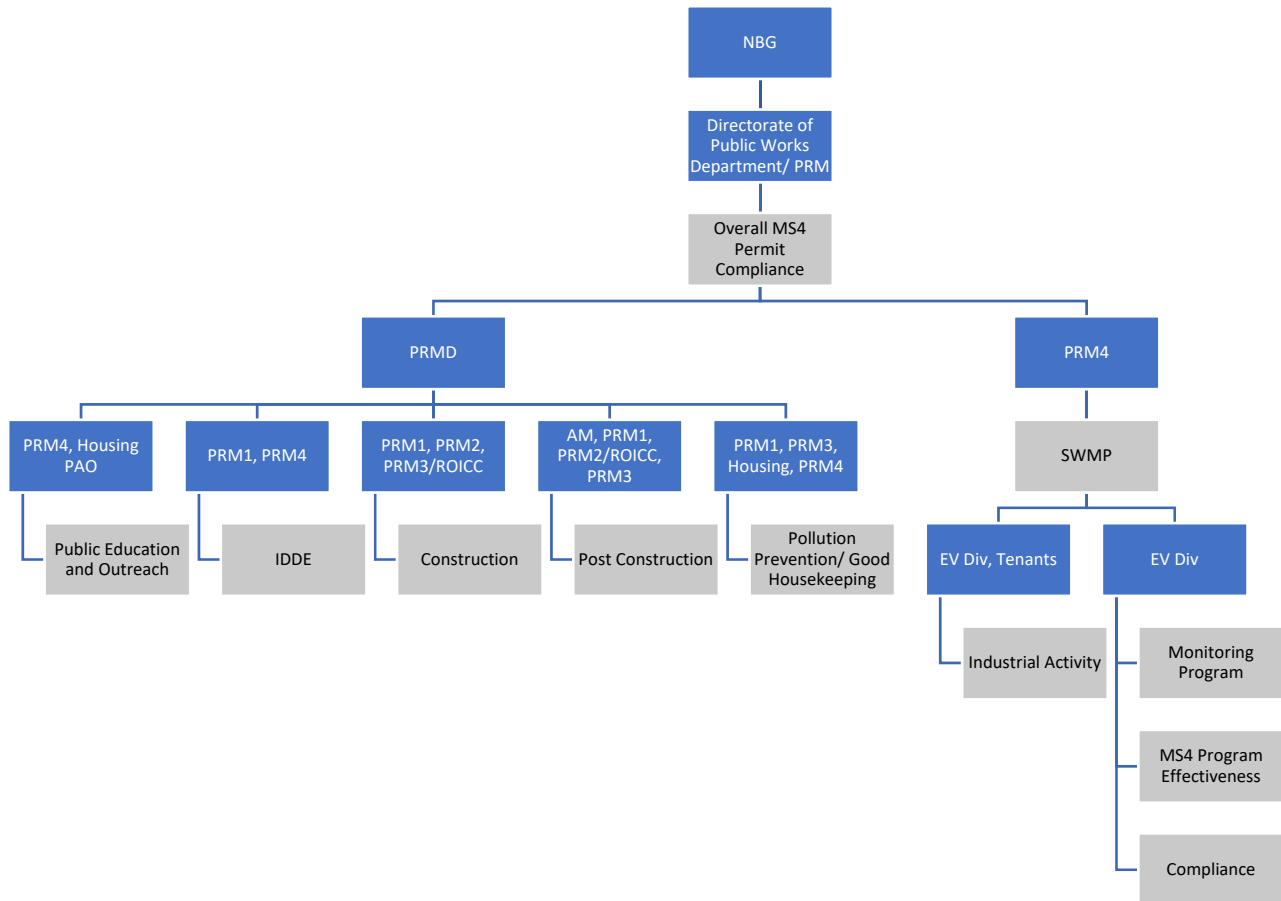 NBG
Directorate of
Public Works
Department/ PRM
Overall MS4
Permit
Compliance
PRMD
PRM4
PRM4, Housing
PAO
PRM1, PRM4
PRM1, PRM2,
PRM3/ROICC
AM, PRM1,
PRM2/ROICC,
PRM3
PRM1, PRM3,
Housing, PRM4
SWMP
Public Education
and Outreach
IDDE
Construction
Post Construction
Pollution
Prevention/ Good
Housekeeping
EV Div, Tenants
EV Div
Industrial Activity
Monitoring
Program
MS4 Program
Effectiveness
Compliance